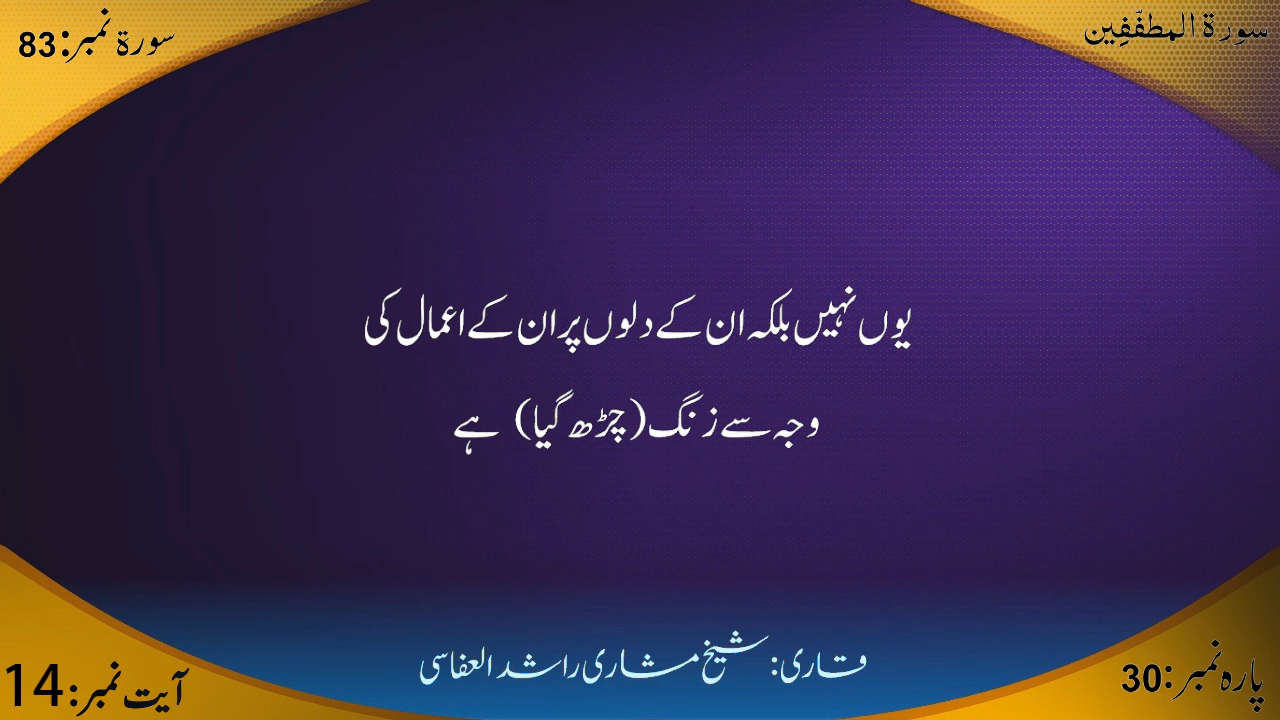 سورۃ المطفّفِین
سورۃ نمبر:83
یوں نہیں بلکہ ان کے دلوں پر ان کے اعمال کی
وجہ سے زنگ (چڑھ گیا) ہے
قاری: شیخ مشاری راشد العفاسی
پارہ نمبر:30
آیت نمبر:14